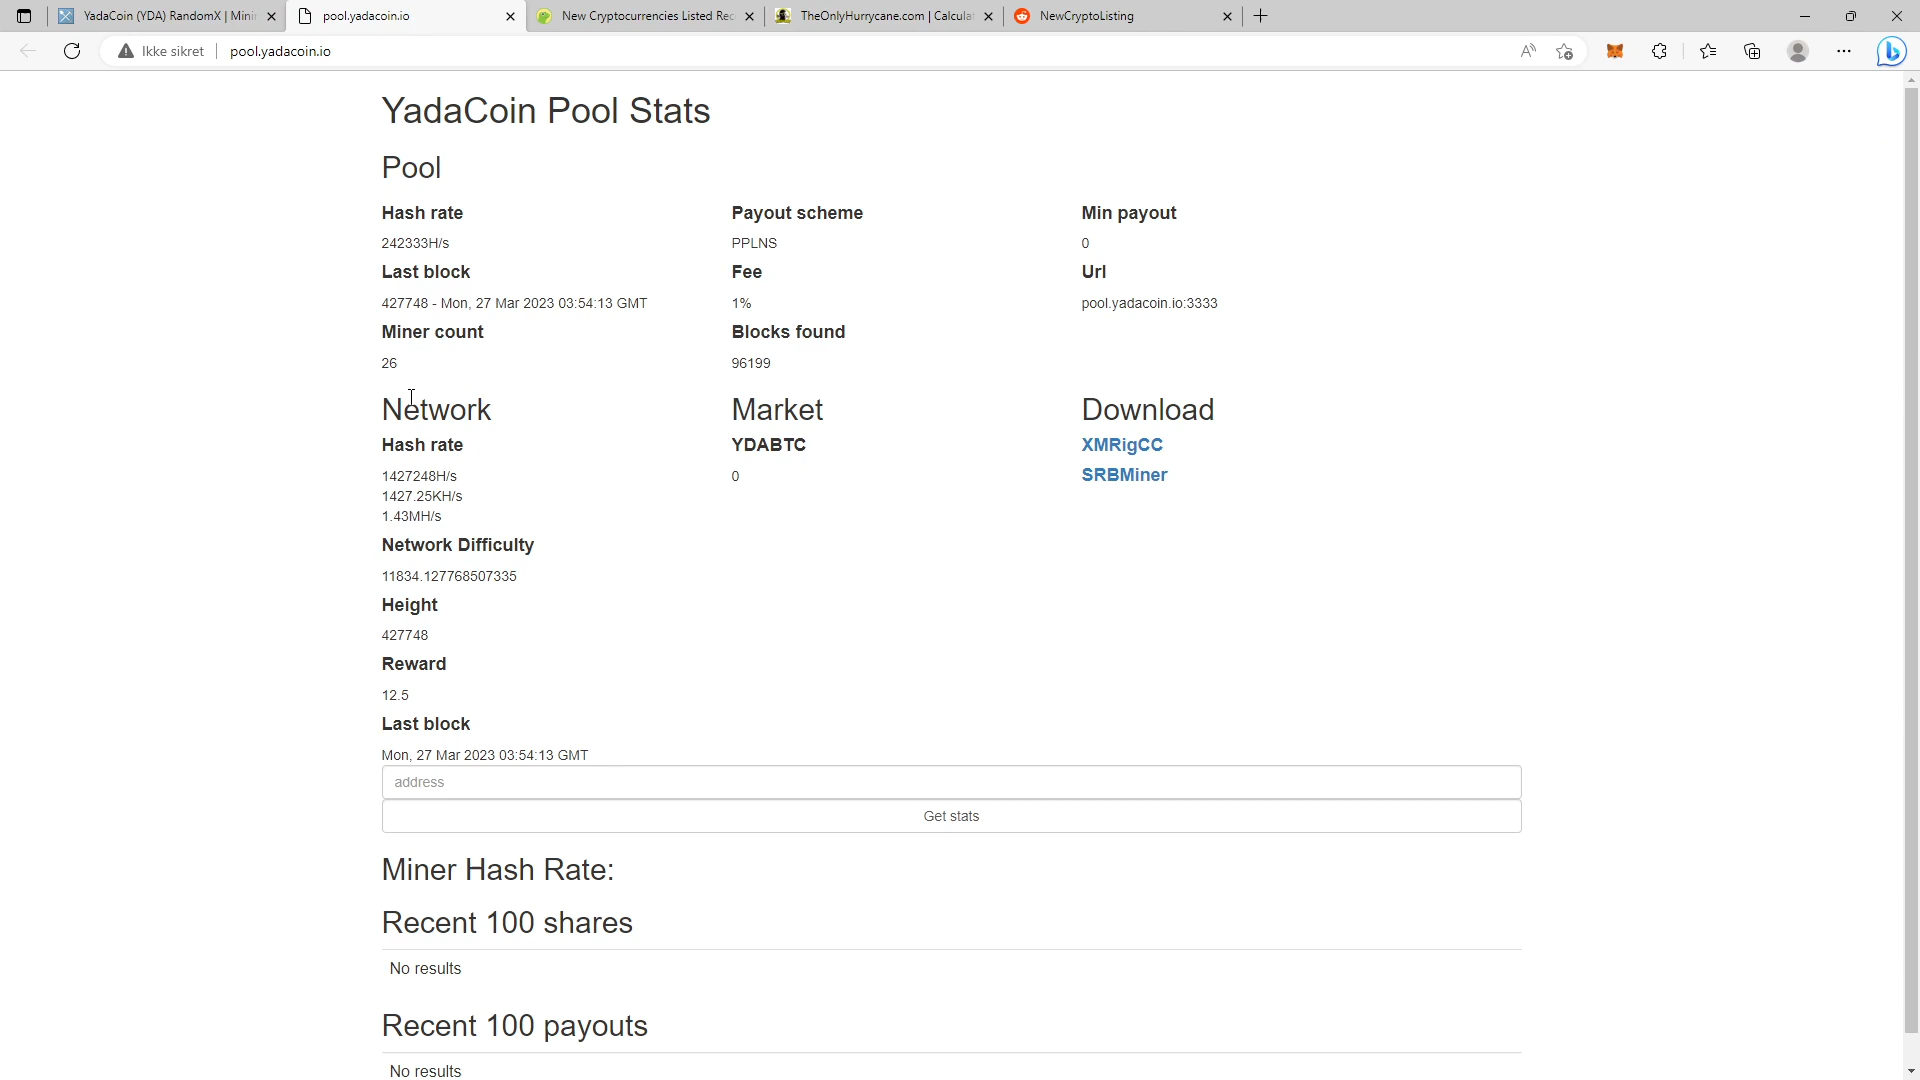 YadaCoin (YDA) RandomX | Mini
pool.yadacoin.io
New Cryptocurrencies Listed Rec
TheOnlyHurrycane.com | Calcula
NewCryptoListing
Ikke sikret
pool.yadacoin.io
YadaCoin Pool Stats
Pool
Hash rate
Payout scheme
Min payout
242333H/s
PPLNS
0
Last block
Fee
Url
427748 - Mon, 27 Mar 2023 03:54:13 GMT
1%
pool.yadacoin.io:3333
Miner count
Blocks found
26
96199
Network
Market
Download
Hash rate
YDABTC
XMRigCC
1427248H/s
0
SRBMiner
1427.25KH/s
1.43MH/s
Network Difficulty
11834.127768507335
Height
427748
Reward
12.5
Last block
Mon, 27 Mar 2023 03:54:13 GMT
address
Get stats
Miner Hash Rate:
Recent 100 shares
No results
Recent 100 payouts
No results